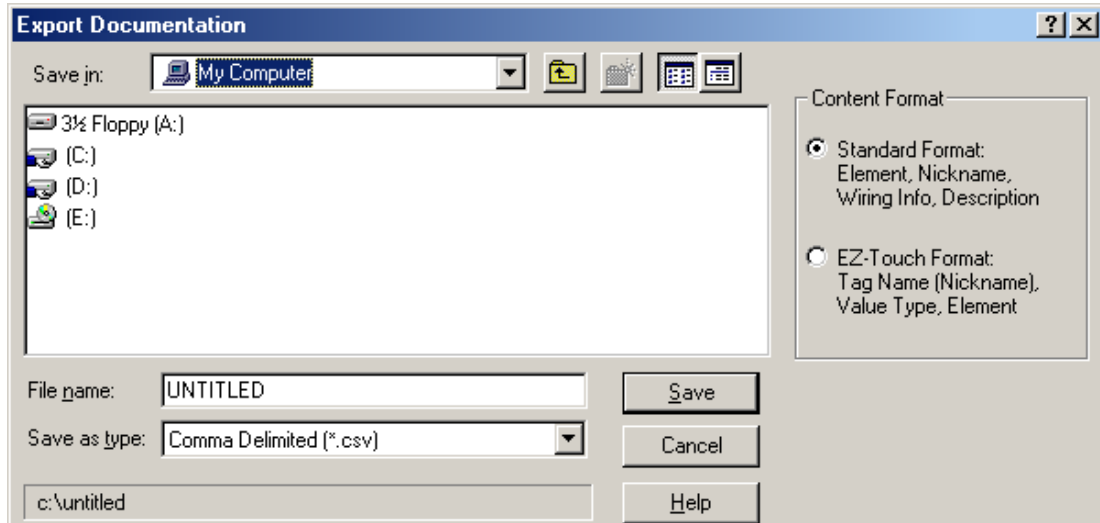 Export Documentation
Save in:
My Computer
3½ Floppy (A:)
(C:)
(D:)
(E:)
Content Format
Standard Format:
Element, Nickname,
Wiring Info, Description
EZ-Touch Format:
Tag Name (Nickname),
Value Type, Element
File name:
UNTITLED
Save
Save as type:
Comma Delimited (*.csv)
Cancel
c:\untitled
Help